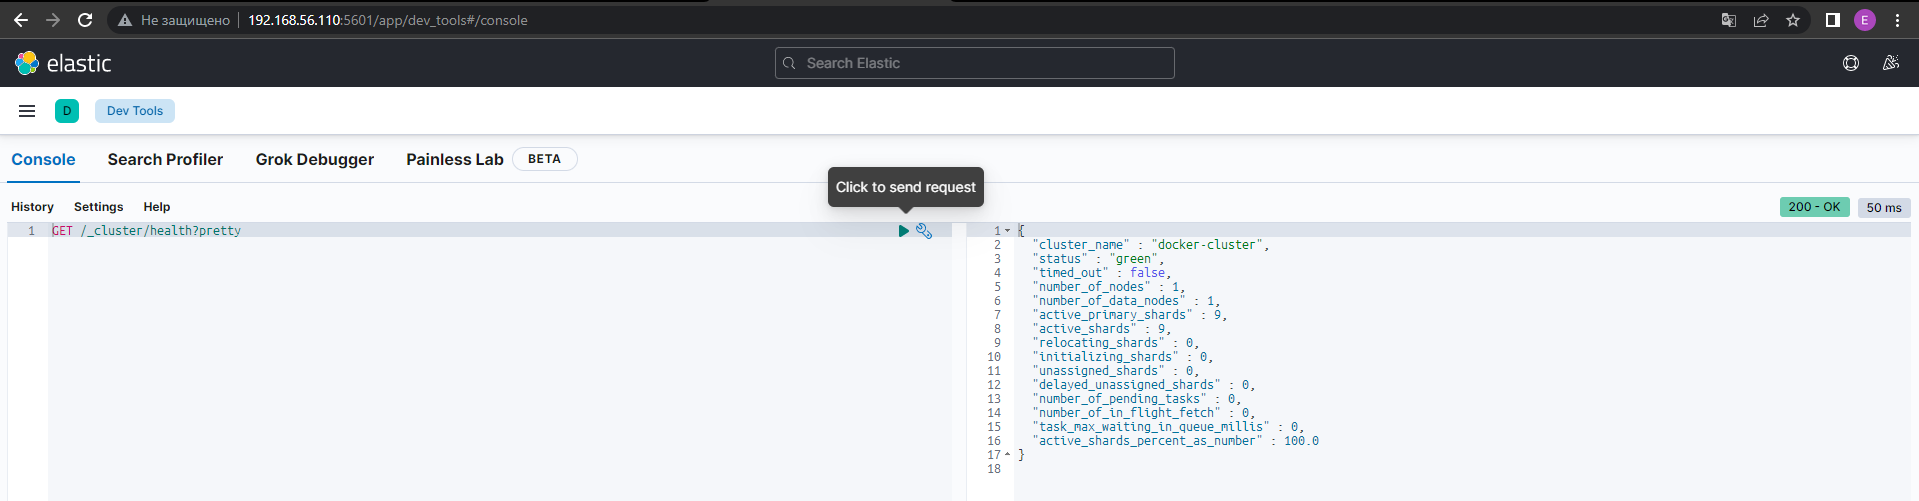 Не защищено 192.168.56.110:5601/app/dev_tools#/console E
elastic Search Elastic
D Dev Tools
Console Search Profiler Grok Debugger Painless Lab BETA
Click to send request
History Settings Help 200 - OK 50 ms
1 GET /_cluster/health?pretty
1 {
2 "cluster_name" : "docker-cluster",
3 "status" : "green",
4 "timed_out" : false,
5 "number_of_nodes" : 1,
6 "number_of_data_nodes" : 1,
7 "active_primary_shards" : 9,
8 "active_shards" : 9,
9 "relocating_shards" : 0,
10 "initializing_shards" : 0,
11 "unassigned_shards" : 0,
12 "delayed_unassigned_shards" : 0,
13 "number_of_pending_tasks" : 0,
14 "number_of_in_flight_fetch" : 0,
15 "task_max_waiting_in_queue_millis" : 0,
16 "active_shards_percent_as_number" : 100.0
17 }
18